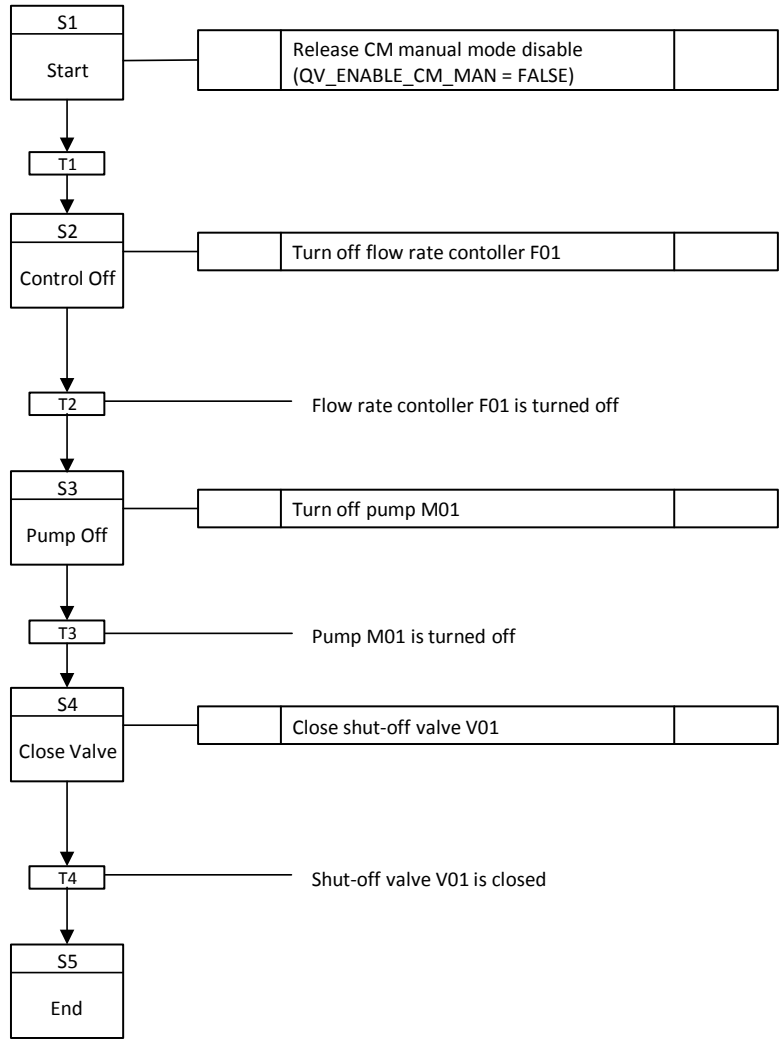 S1
Start
Release CM manual mode disable
(QV_ENABLE_CM_MAN = FALSE)
T1
S2
Control Off
Turn off flow rate contoller F01
T2
Flow rate contoller F01 is turned off
S3
Pump Off
Turn off pump M01
T3
Pump M01 is turned off
S4
Close Valve
Close shut-off valve V01
T4
Shut-off valve V01 is closed
S5
End